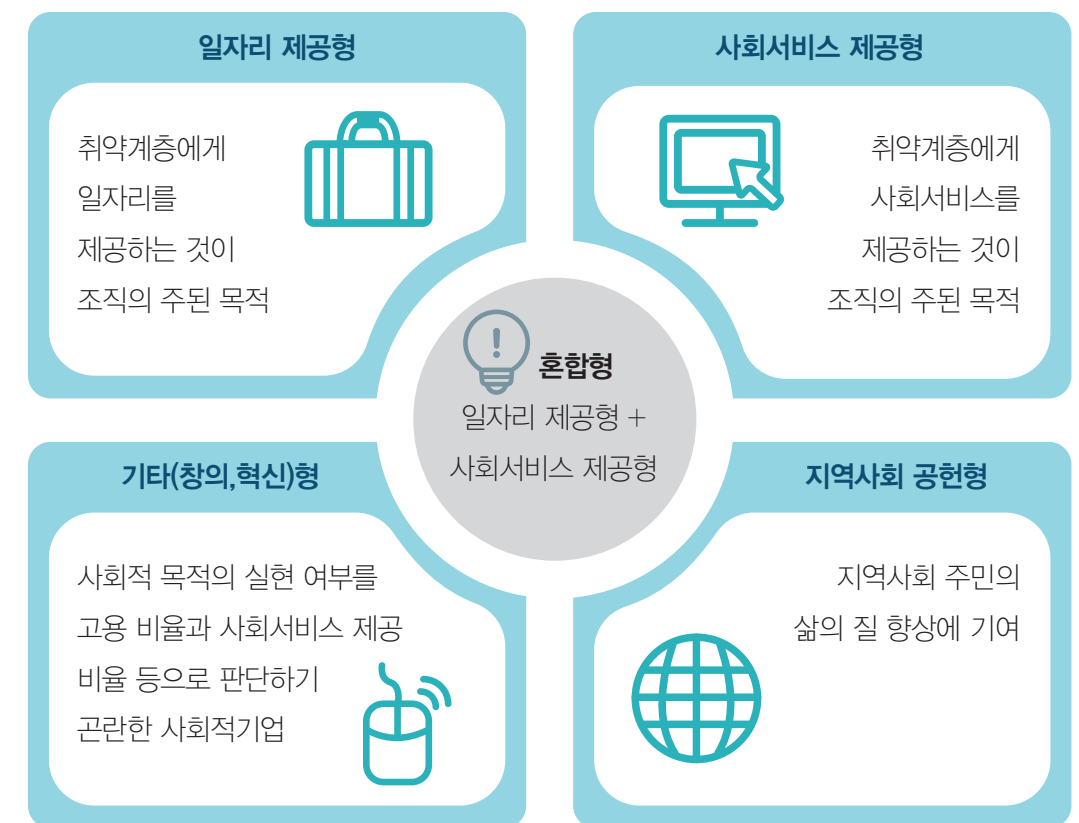 일자리 제공형
취약계층에게
일자리를
제공하는 것이
조직의 주된 목적
사회서비스 제공형
취약계층에게
사회서비스를
제공하는 것이
조직의 주된 목적
혼합형
일자리 제공형 +
사회서비스 제공형
기타(창의,혁신)형
사회적 목적의 실현 여부를
고용 비율과 사회서비스 제공
비율 등으로 판단하기
곤란한 사회적기업
지역사회 공헌형
지역사회 주민의
삶의 질 향상에 기여